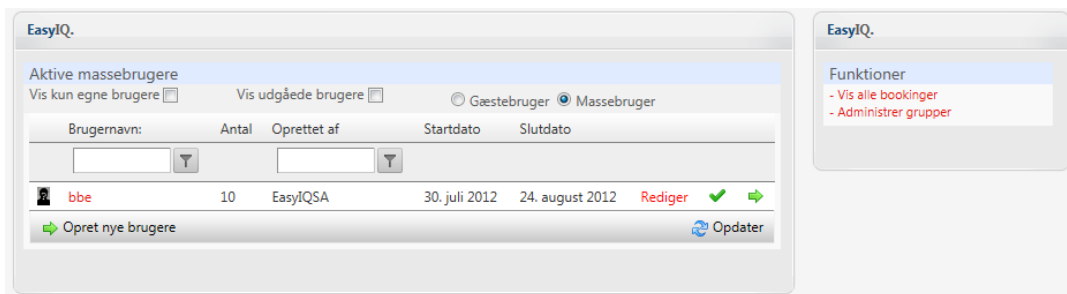 EasyIQ.
Aktive massebrugere
Vis kun egne brugere Vis udgåede brugere Gæstebruger Massebruger
Brugernavn: Antal Oprettet af Startdato Slutdato
bbe 10 EasyIQSA 30. juli 2012 24. august 2012 Rediger
Opret nye brugere Opdater
EasyIQ.
Funktioner
- Vis alle bookinger
- Administrer grupper